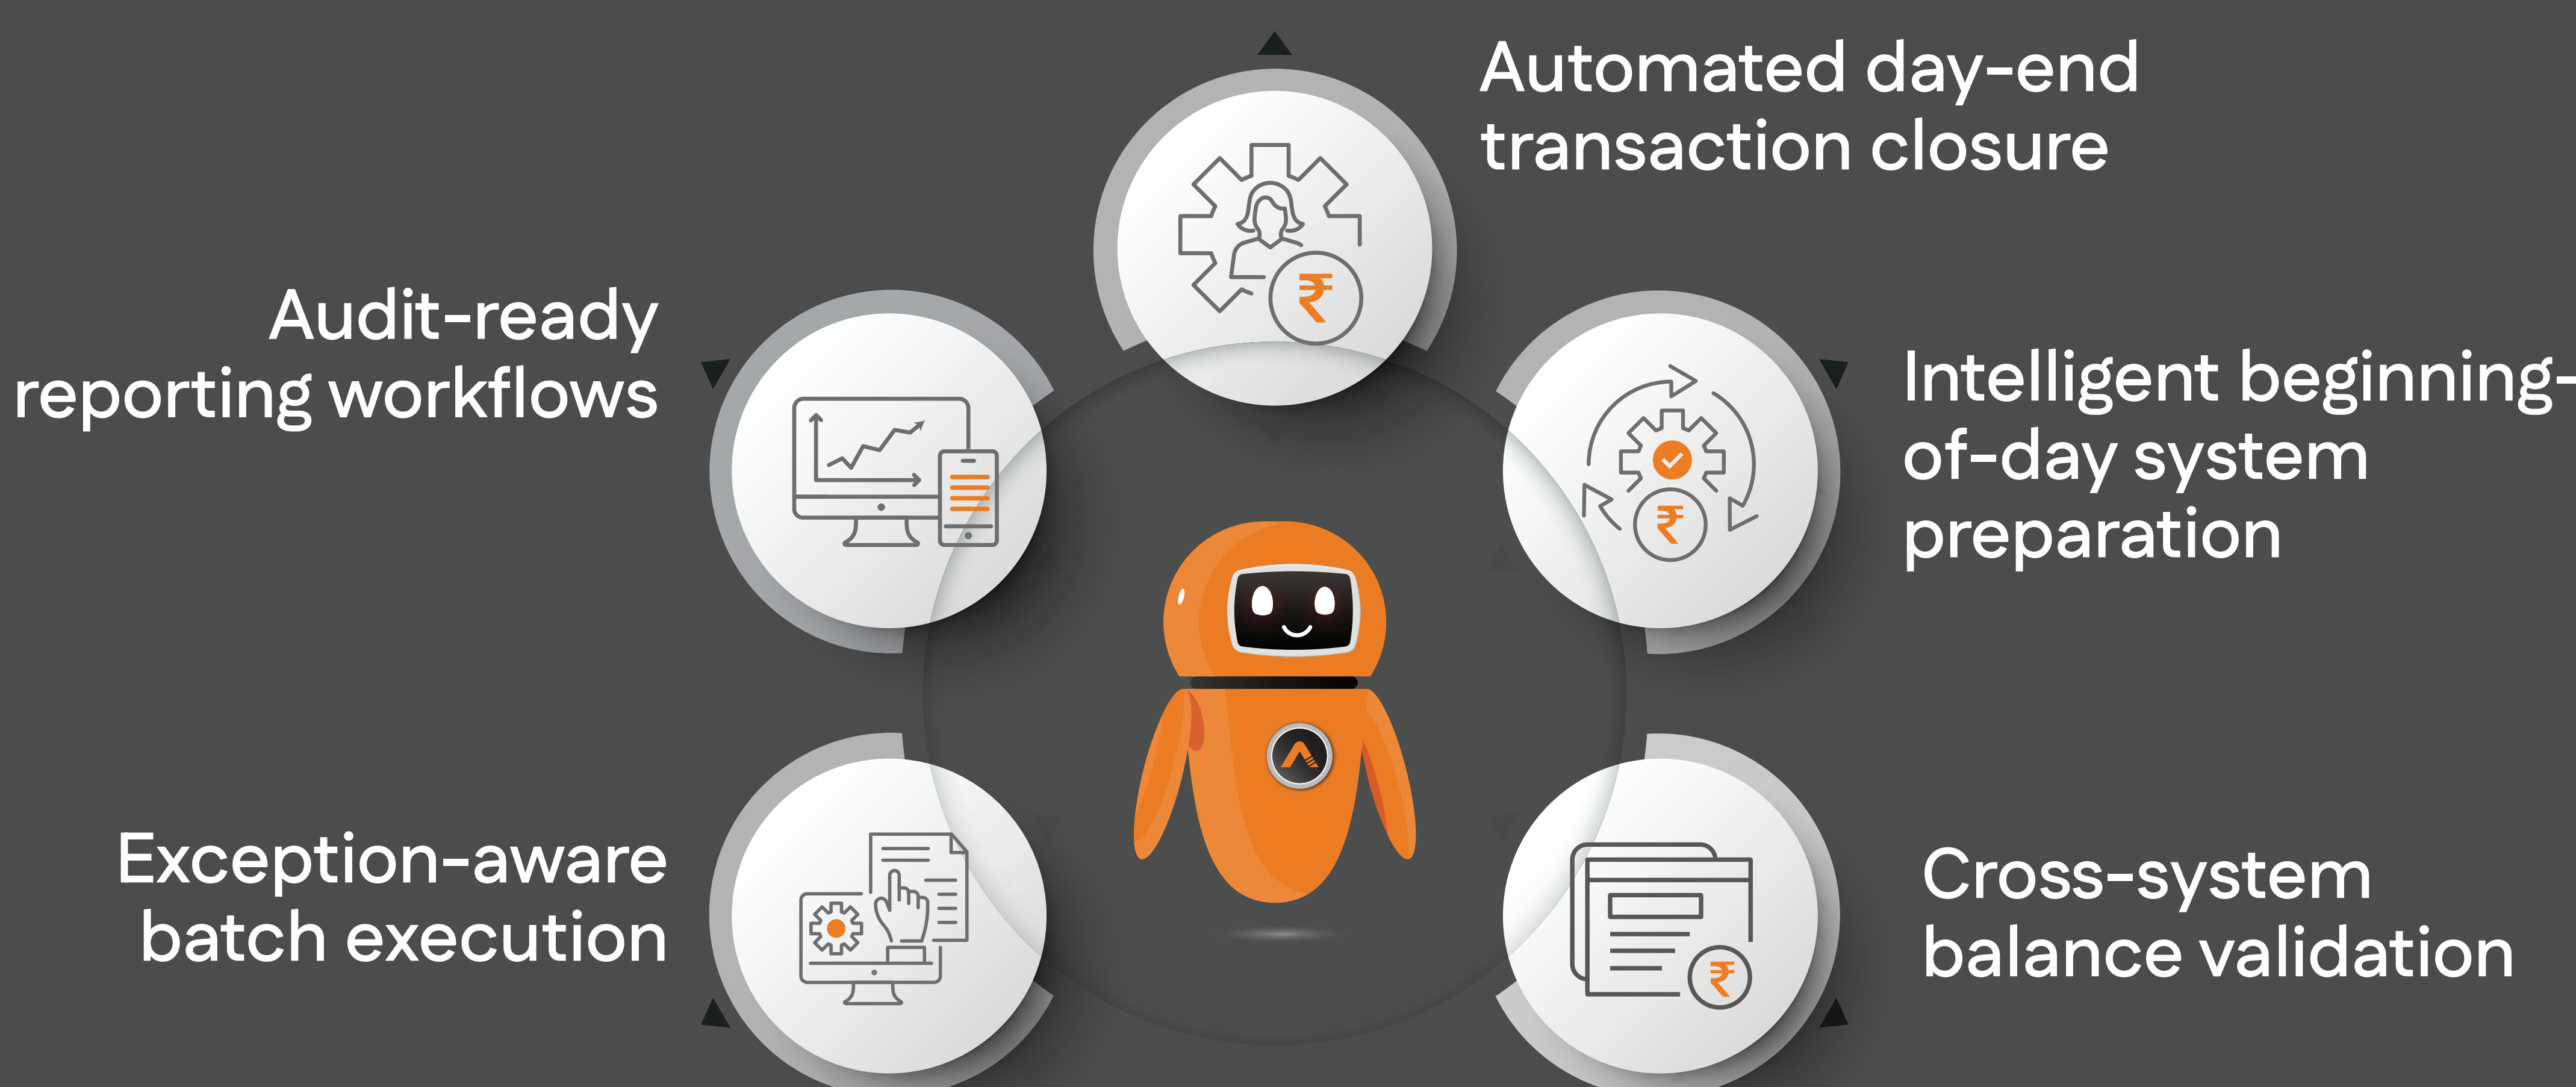 Automated day-end
transaction closure
Audit-ready
reporting workflows
Intelligent beginning-
of-day system
preparation
Exception-aware
batch execution
Cross-system
balance validation
₹
₹
₹